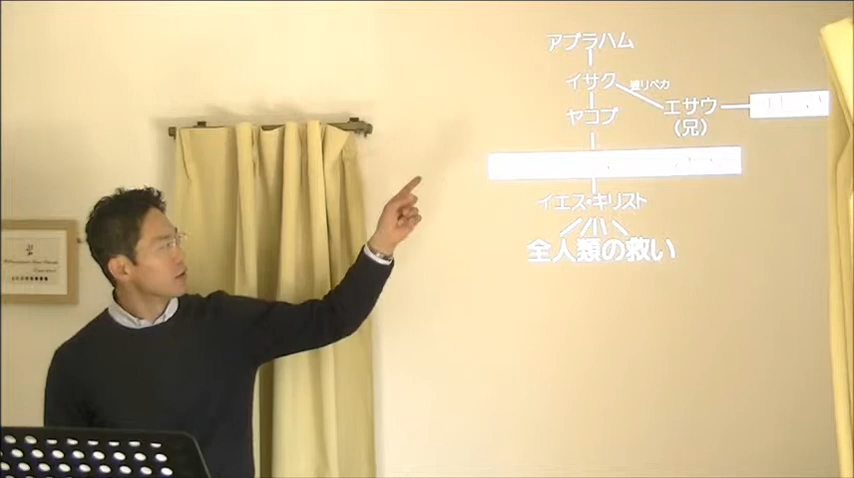 アブラハム
イサク
妻リベカ
ヤコブ
エサウ
(兄)
イエス・キリスト
全人類の救い